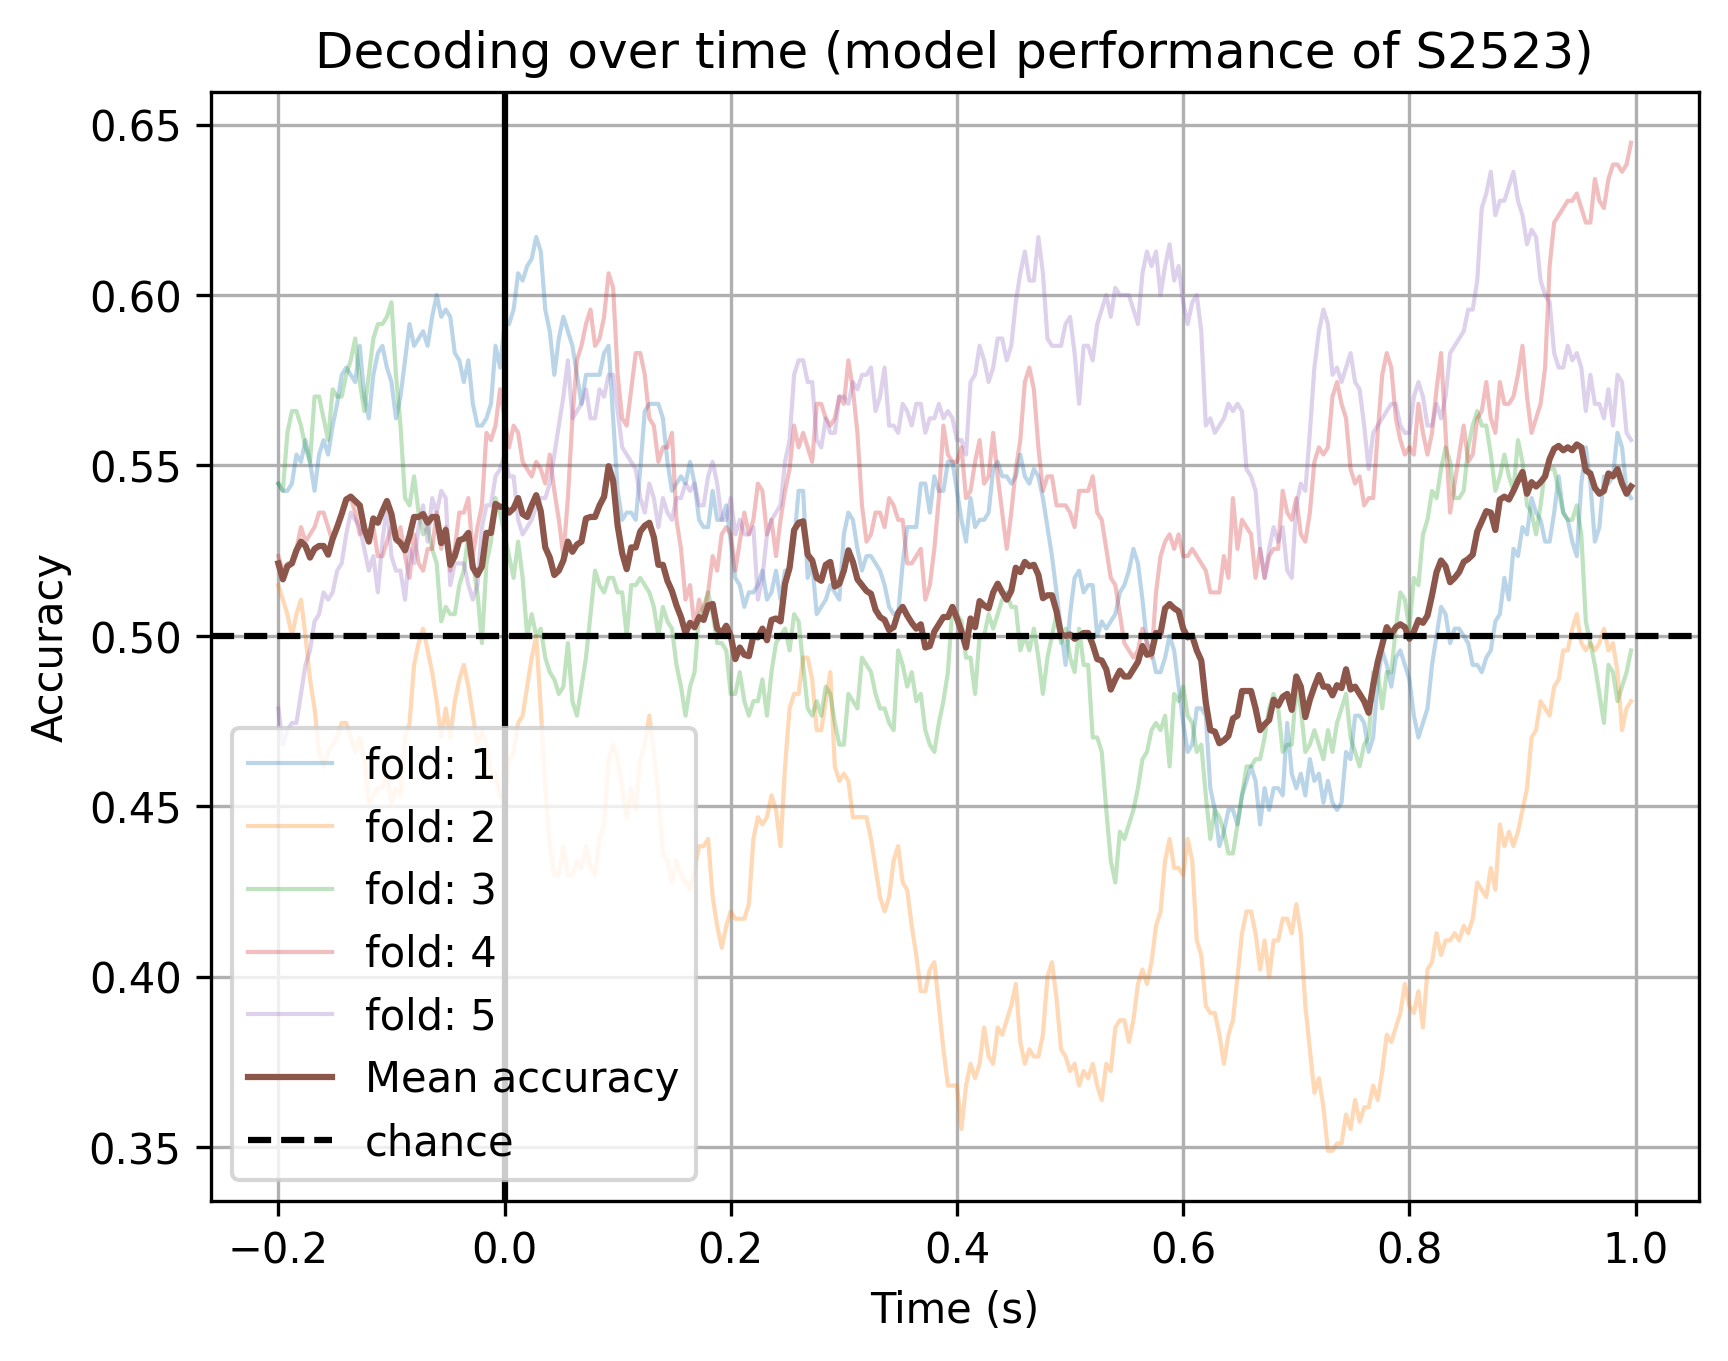 Decoding over time (model performance of S2523)
Accuracy
0.65
0.60
0.55
0.50
0.45
0.40
0.35
fold: 1
fold: 2
fold: 3
fold: 4
fold: 5
Mean accuracy
chance
−0.2
0.0
0.2
0.4
0.6
0.8
1.0
Time (s)